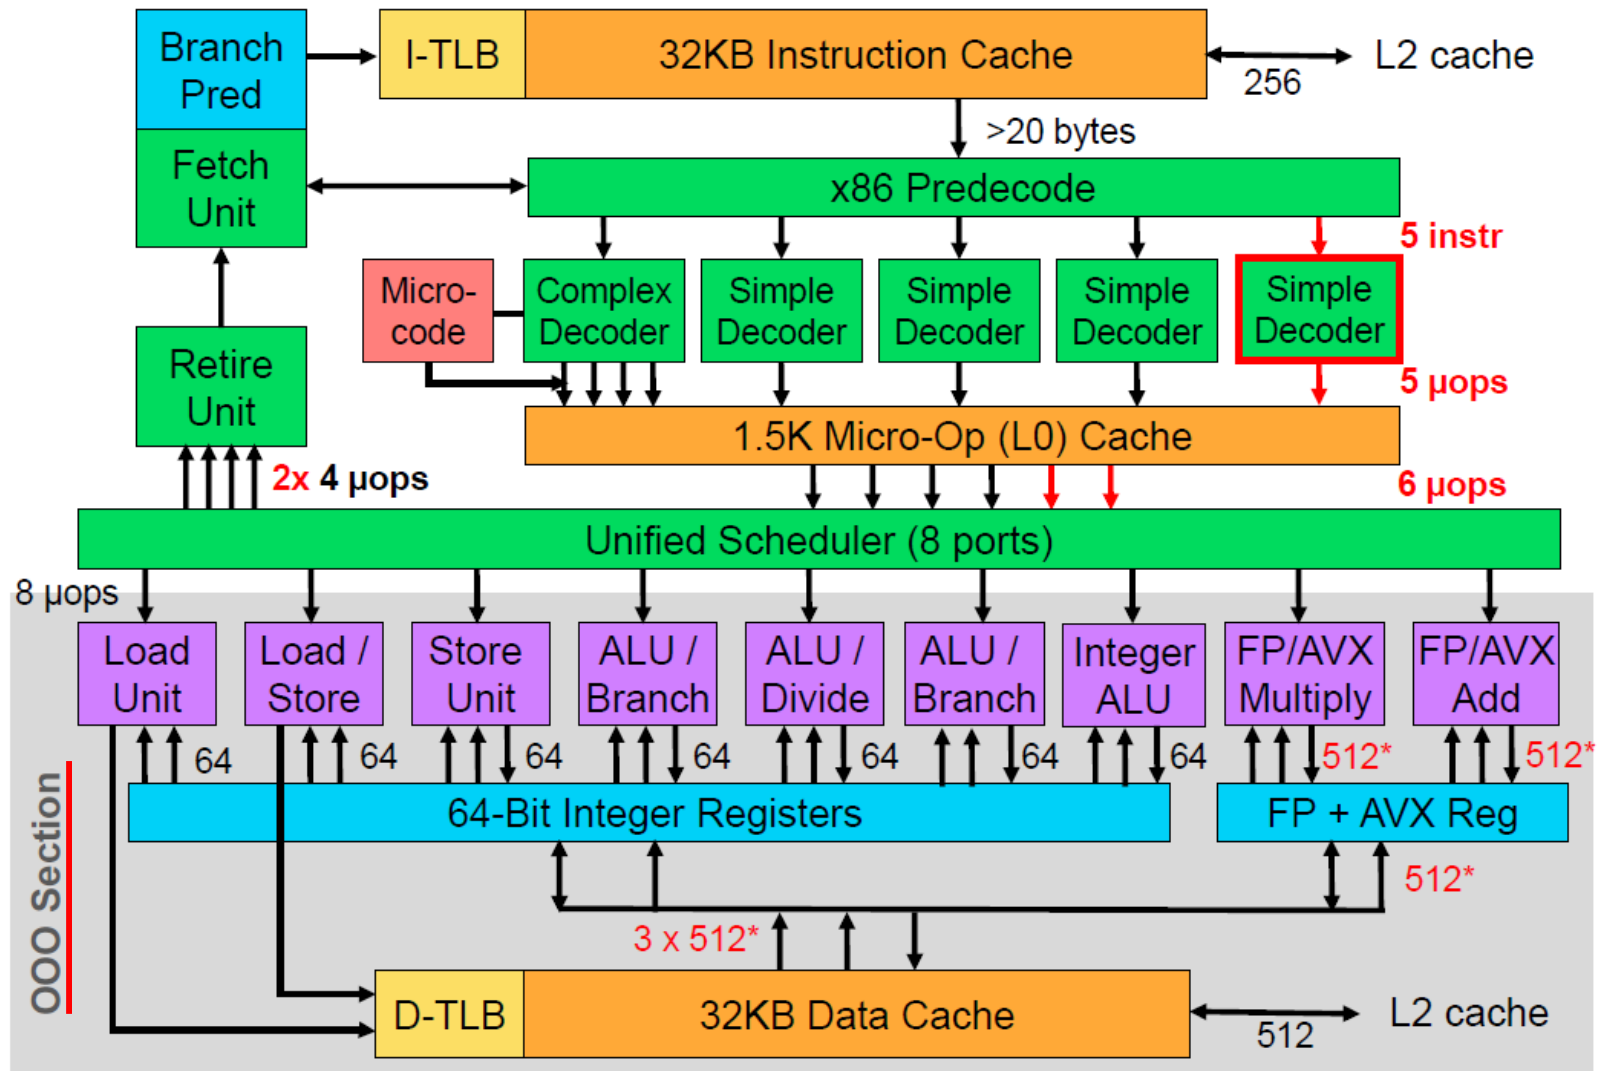 Branch
Pred
I-TLB
32KB Instruction Cache
L2 cache
256
>20 bytes
Fetch
Unit
x86 Predecode
5 instr
Micro-
code
Complex
Decoder
Simple
Decoder
Simple
Decoder
Simple
Decoder
Simple
Decoder
Retire
Unit
5 µops
1.5K Micro-Op (L0) Cache
2x 4 µops
6 µops
Unified Scheduler (8 ports)
8 µops
Load
Unit
Load /
Store
Store
Unit
ALU /
Branch
ALU /
Divide
ALU /
Branch
Integer
ALU
FP/AVX
Multiply
FP/AVX
Add
64
64
64
64
64
64
64
512*
512*
64-Bit Integer Registers
FP + AVX Reg
512*
3 x 512*
OOO Section
D-TLB
32KB Data Cache
L2 cache
512